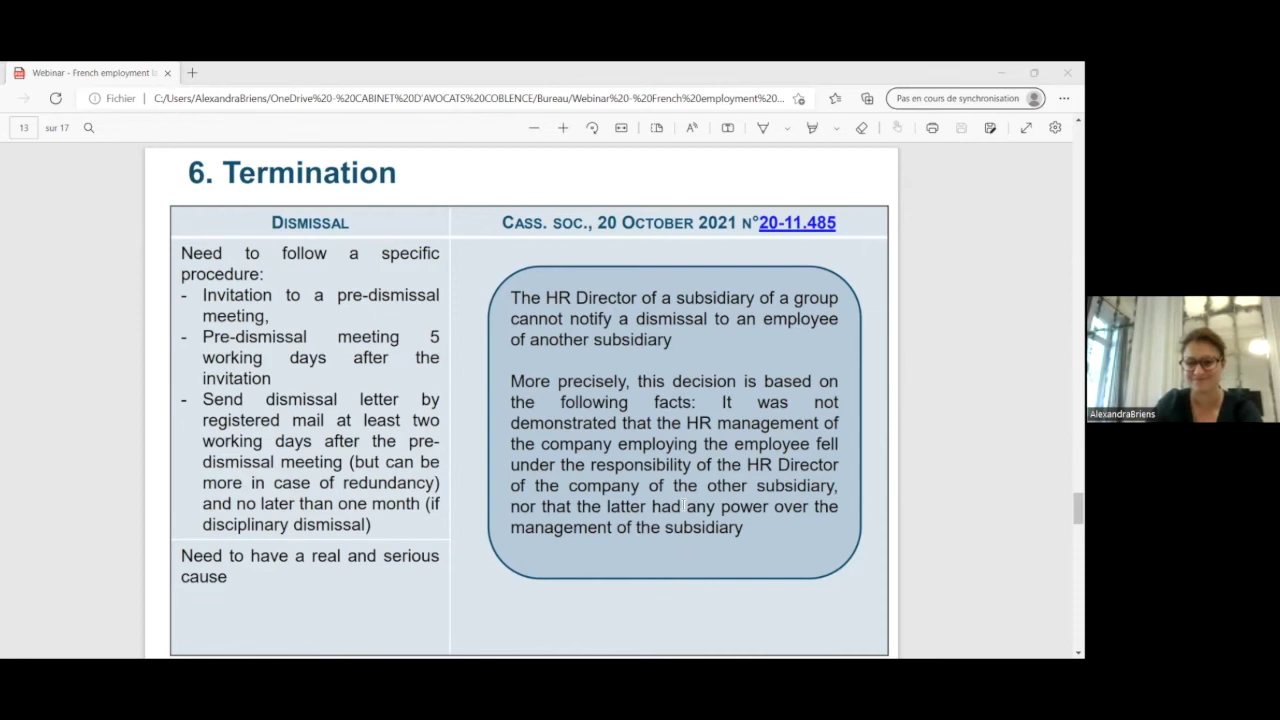 Webinar - French employment l
Fichier
C:/Users/AlexandraBriens/OneDrive%20-%20CABINET%20D'AVOCATS%20COBLENCE/Bureau/Webinar%20-%20French%20employment%20...
Pas en cours de synchronisation
13
sur 17
6. Termination
DISMISSAL
CASS. SOC., 20 OCTOBER 2021 N°20-11.485
Need to follow a specific
procedure:
- Invitation to a pre-dismissal
meeting,
- Pre-dismissal meeting 5
working days after the
invitation
- Send dismissal letter by
registered mail at least two
working days after the pre-
dismissal meeting (but can be
more in case of redundancy)
and no later than one month (if
disciplinary dismissal)
Need to have a real and serious
cause
The HR Director of a subsidiary of a group
cannot notify a dismissal to an employee
of another subsidiary
More precisely, this decision is based on
the following facts: It was not
demonstrated that the HR management of
the company employing the employee fell
under the responsibility of the HR Director
of the company of the other subsidiary,
nor that the latter had any power over the
management of the subsidiary
AlexandraBriens